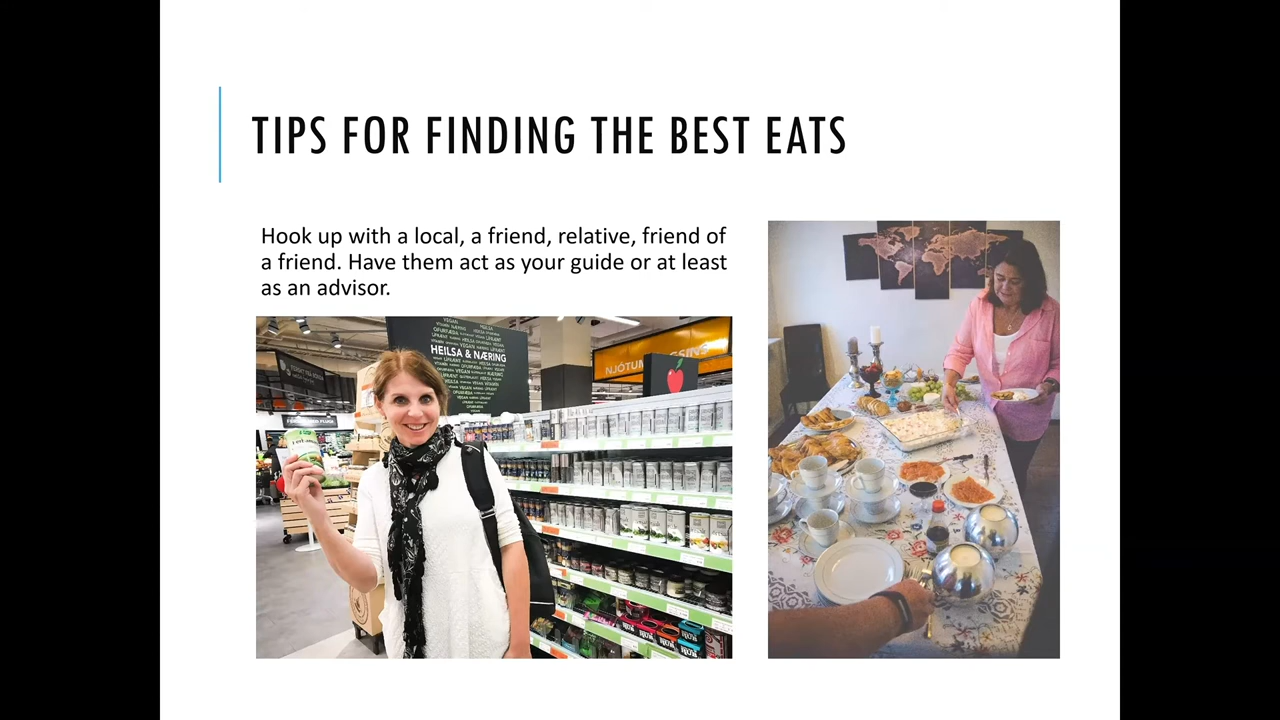 TIPS FOR FINDING THE BEST EATS
Hook up with a local, a friend, relative, friend of
a friend. Have them act as your guide or at least
as an advisor.
VEGAN
HEILSA & NÆRING